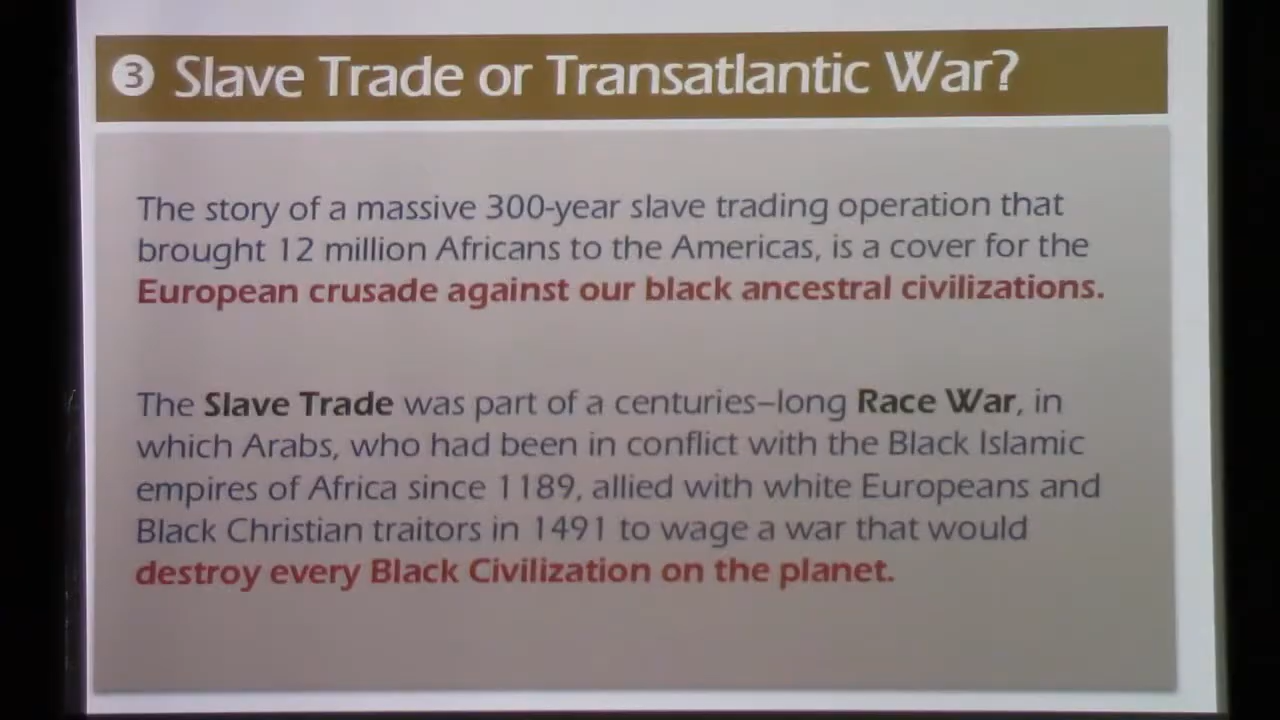 ❸ Slave Trade or Transatlantic War?
The story of a massive 300-year slave trading operation that
brought 12 million Africans to the Americas, is a cover for the
European crusade against our black ancestral civilizations.
The Slave Trade was part of a centuries–long Race War, in
which Arabs, who had been in conflict with the Black Islamic
empires of Africa since 1189, allied with white Europeans and
Black Christian traitors in 1491 to wage a war that would
destroy every Black Civilization on the planet.